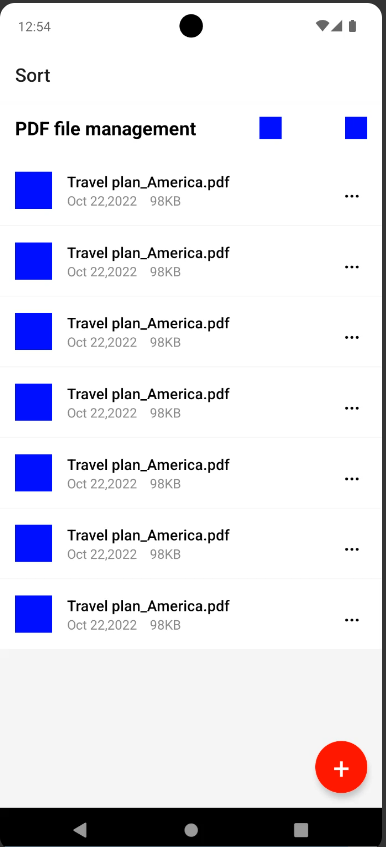 12:54
Sort
PDF file management
Travel plan_America.pdf
Oct 22,2022 98KB
...
Travel plan_America.pdf
Oct 22,2022 98KB
...
Travel plan_America.pdf
Oct 22,2022 98KB
...
Travel plan_America.pdf
Oct 22,2022 98KB
...
Travel plan_America.pdf
Oct 22,2022 98KB
...
Travel plan_America.pdf
Oct 22,2022 98KB
...
Travel plan_America.pdf
Oct 22,2022 98KB
...
+